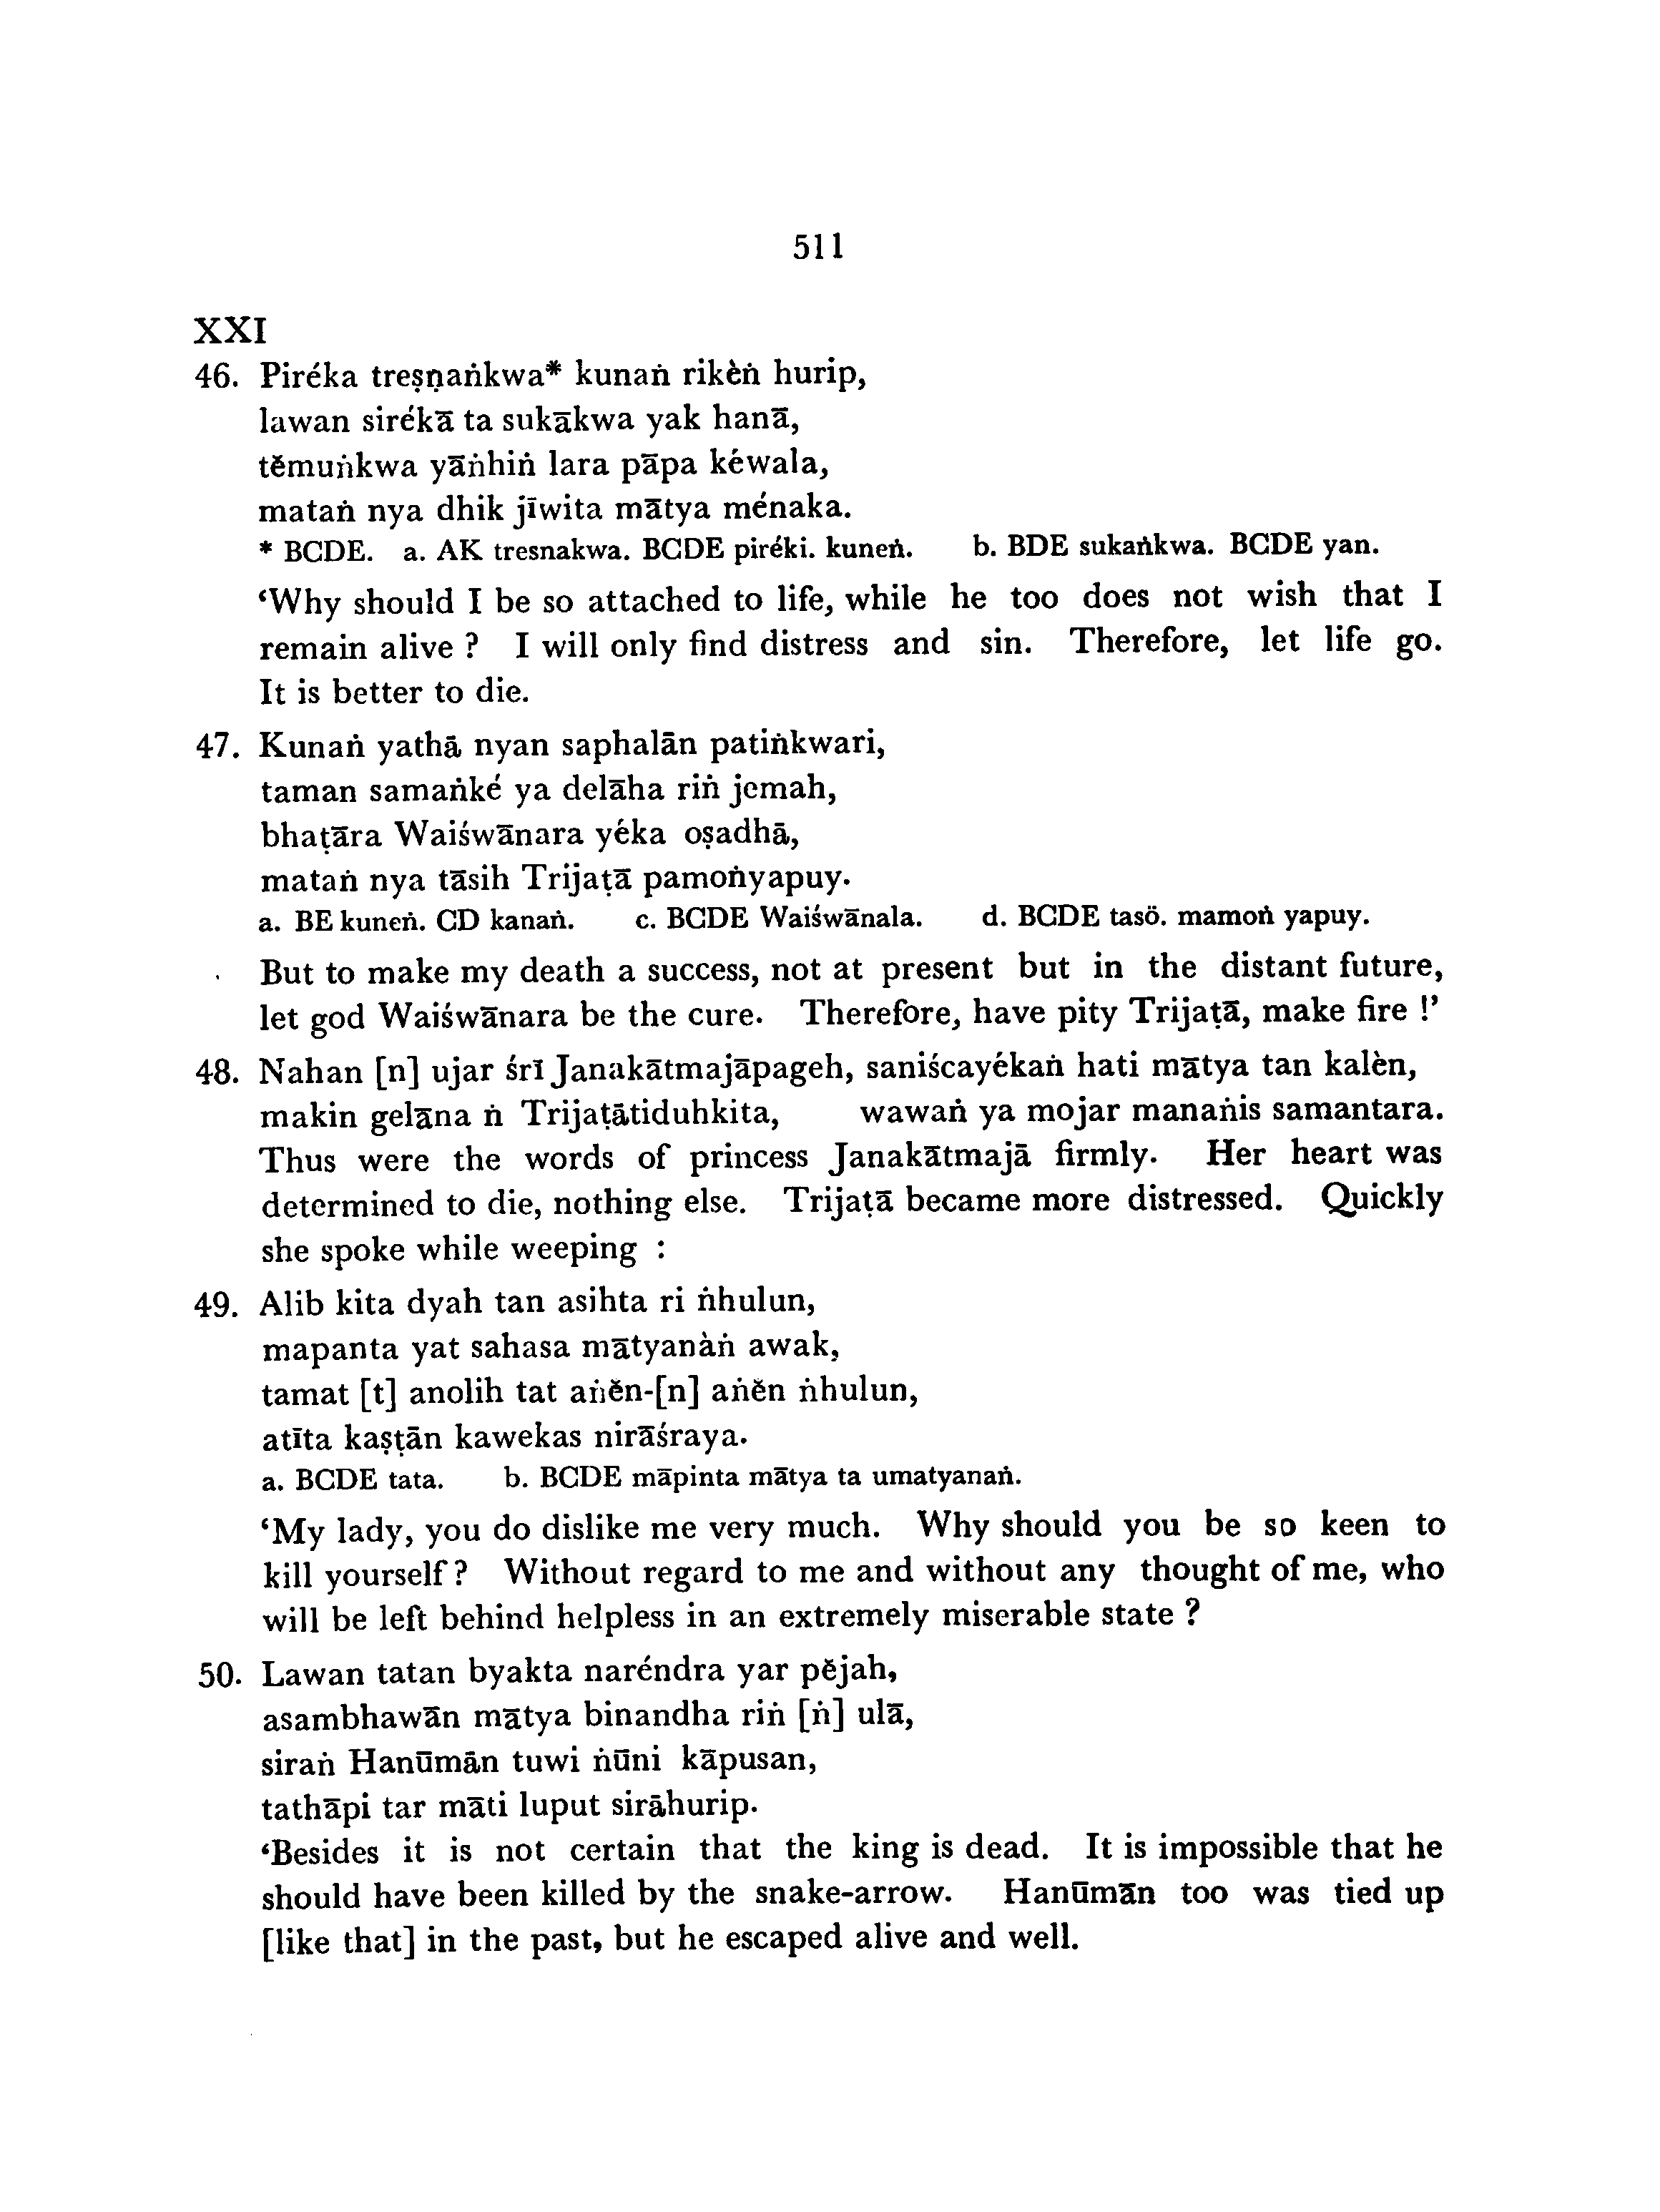 511
XXI
46. Piréka treṣṇaṅkwa* kunaṅ rikèṅ hurip,
lawan sirékā ta sukākwa yak hanā,
tĕmuṅkwa yāṅhiṅ lara pāpa kéwala,
mataṅ nya dhik jīwita mātya ménaka.
* BCDE. a. AK tresnakwa. BCDE piréki. kuneṅ. b. BDE sukaṅkwa. BCDE yan.
‘Why should I be so attached to life, while he too does not wish that I
remain alive ? I will only find distress and sin. Therefore, let life go.
It is better to die.
47. Kunaṅ yathā nyan saphalān patiṅkwari,
taman samaṅké ya delāha riṅ jemah,
bhaṭāra Waiśwānara yéka oṣadhā,
mataṅ nya tāsih Trijaṭā pamoṅyapuy.
a. BE kuneṅ. CD kanaṅ. c. BCDE Waiśwānala. d. BCDE tasö. mamoṅ yapuy.
But to make my death a success, not at present but in the distant future,
let god Waiśwānara be the cure. Therefore, have pity Trijaṭā, make fire !’
48. Nahan [n] ujar śrī Janakātmajāpageh, saniścayékaṅ hati mātya tan kalèn,
makin gelāna ṅ Trijaṭātiduhkita, wawaṅ ya mojar manaṅis samantara.
Thus were the words of princess Janakātmajā firmly. Her heart was
determined to die, nothing else. Trijaṭā became more distressed. Quickly
she spoke while weeping :
49. Alib kita dyah tan asihta ri ṅhulun,
mapanta yat sahasa mātyanàṅ awak,
tamat [t] anolih tat aṅĕn-[n] aṅĕn ṅhulun,
atīta kaṣṭān kawekas nirāśraya.
a. BCDE tata. b. BCDE māpinta mātya ta umatyanaṅ.
‘My lady, you do dislike me very much. Why should you be so keen to
kill yourself ? Without regard to me and without any thought of me, who
will be left behind helpless in an extremely miserable state ?
50. Lawan tatan byakta naréndra yar pĕjah,
asambhawān mātya binandha riṅ [ṅ] ulā,
siraṅ Hanūmān tuwi ṅūni kāpusan,
tathāpi tar māti luput sirāhurip.
‘Besides it is not certain that the king is dead. It is impossible that he
should have been killed by the snake-arrow. Hanūmān too was tied up
[like that] in the past, but he escaped alive and well.